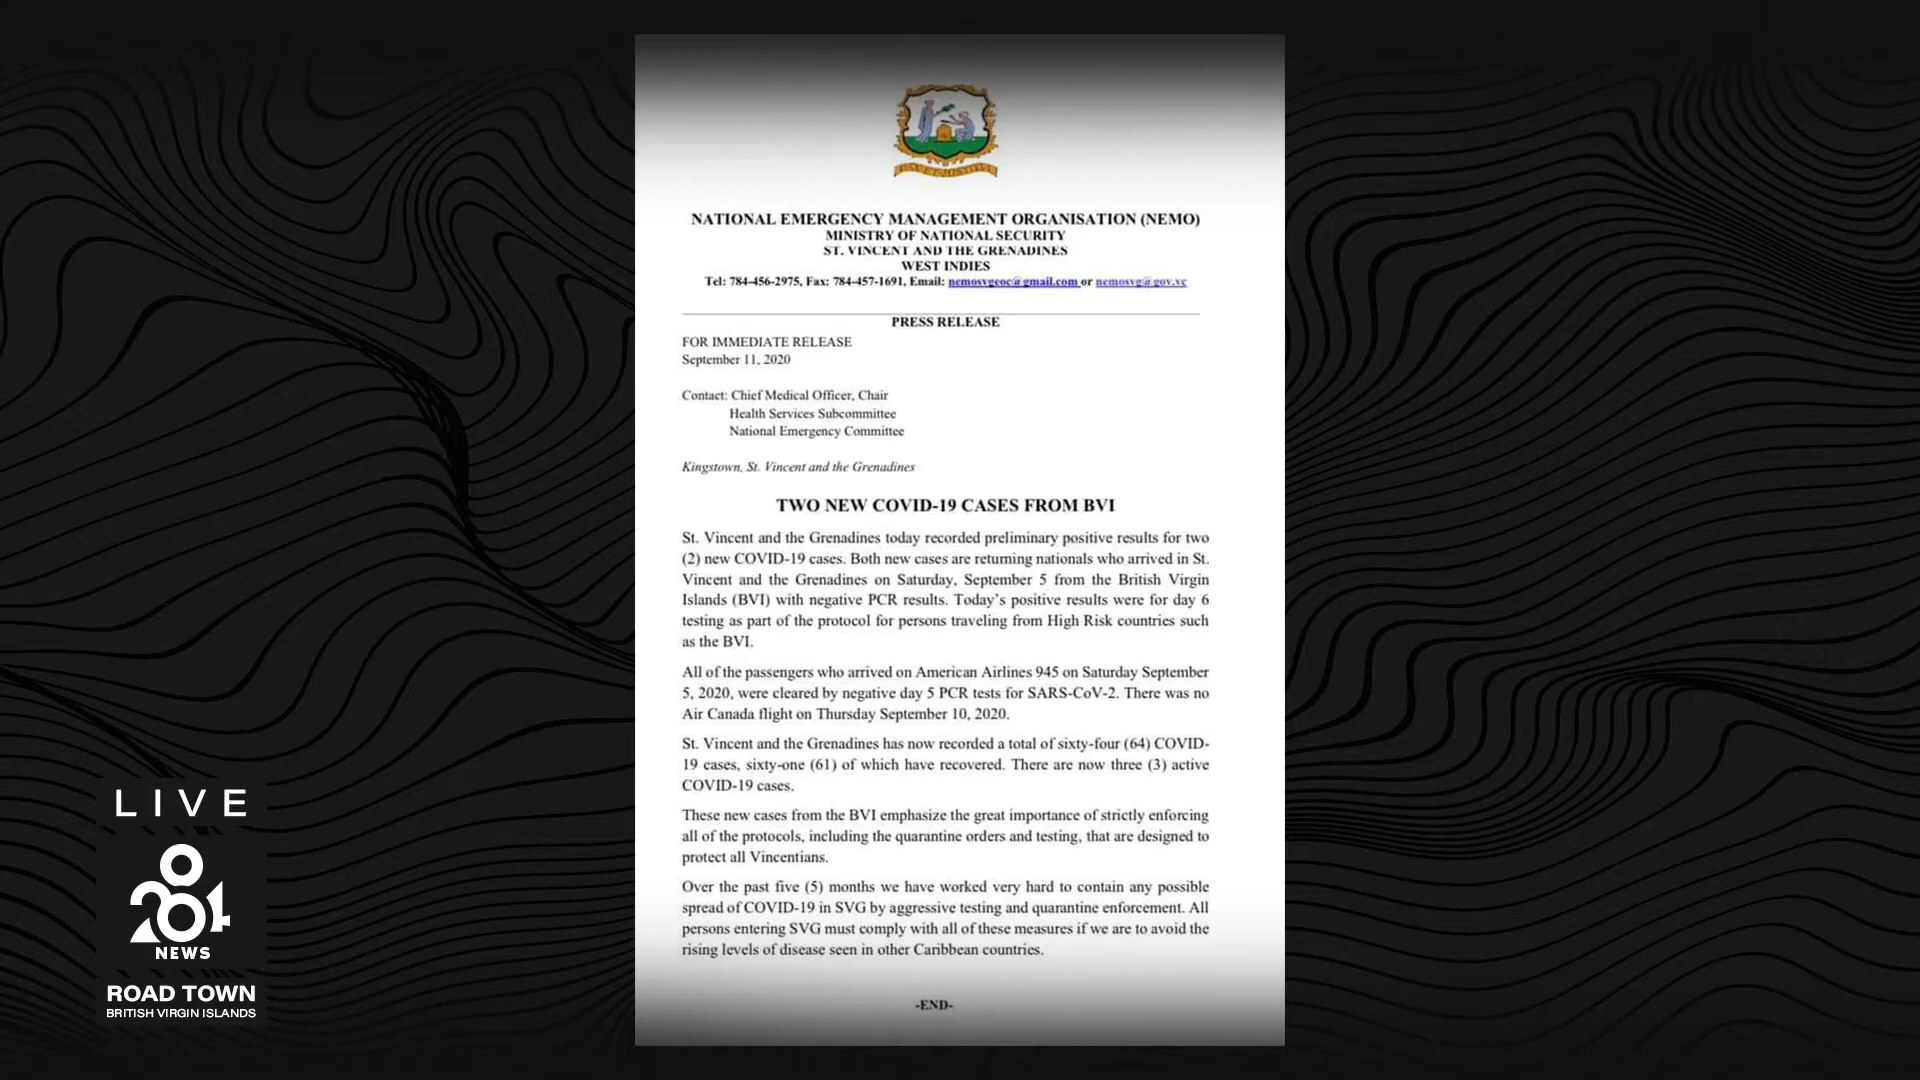 NATIONAL EMERGENCY MANAGEMENT ORGANISATION (NEMO)
MINISTRY OF NATIONAL SECURITY
ST. VINCENT AND THE GRENADINES
WEST INDIES
Tel: 784-456-2975, Fax: 784-457-1691, Email: nemosvgeoc@gmail.com or nemosvg@gov.vc
PRESS RELEASE
FOR IMMEDIATE RELEASE
September 11, 2020
Contact: Chief Medical Officer, Chair
Health Services Subcommittee
National Emergency Committee
Kingstown, St. Vincent and the Grenadines
TWO NEW COVID-19 CASES FROM BVI
St. Vincent and the Grenadines today recorded preliminary positive results for two
(2) new COVID-19 cases. Both new cases are returning nationals who arrived in St.
Vincent and the Grenadines on Saturday, September 5 from the British Virgin
Islands (BVI) with negative PCR results. Today's positive results were for day 6
testing as part of the protocol for persons traveling from High Risk countries such
as the BVI.
All of the passengers who arrived on American Airlines 945 on Saturday September
5, 2020, were cleared by negative day 5 PCR tests for SARS-CoV-2. There was no
Air Canada flight on Thursday September 10, 2020.
St. Vincent and the Grenadines has now recorded a total of sixty-four (64) COVID-
19 cases, sixty-one (61) of which have recovered. There are now three (3) active
COVID-19 cases.
These new cases from the BVI emphasize the great importance of strictly enforcing
all of the protocols, including the quarantine orders and testing, that are designed to
protect all Vincentians.
Over the past five (5) months we have worked very hard to contain any possible
spread of COVID-19 in SVG by aggressive testing and quarantine enforcement. All
persons entering SVG must comply with all of these measures if we are to avoid the
rising levels of disease seen in other Caribbean countries.
-END-
LIVE
284
NEWS
ROAD TOWN
BRITISH VIRGIN ISLANDS